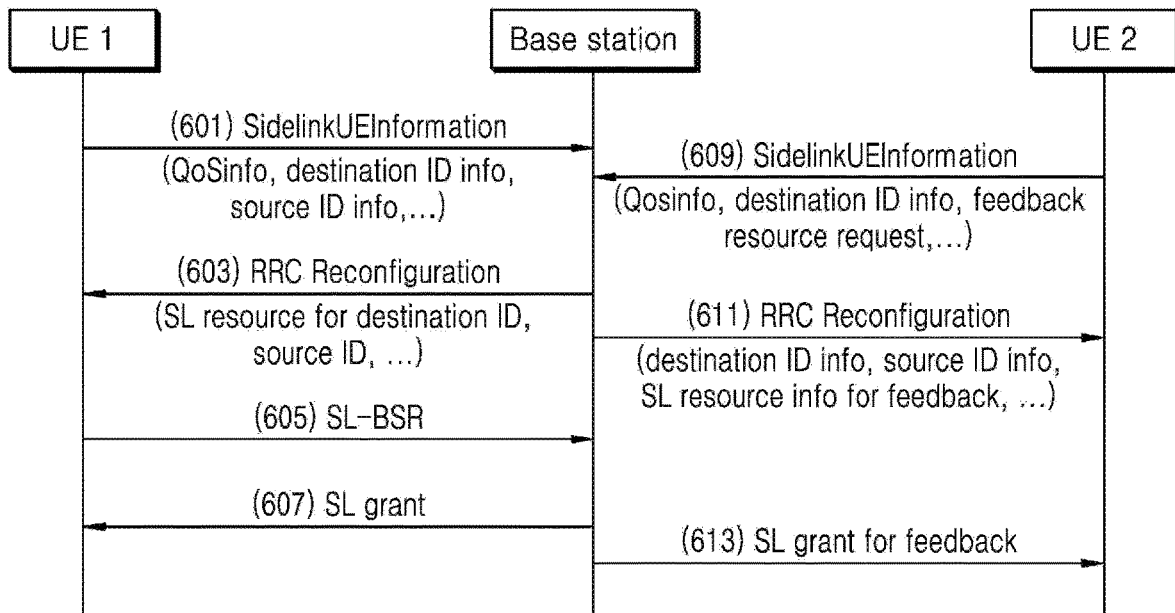 UE 1
Base station
UE 2
(601) SidelinkUEInformation
(QoSinfo, destination ID info,
source ID info,...)
(609) SidelinkUEInformation
(Qosinfo, destination ID info, feedback
resource request,...)
(603) RRC Reconfiguration
(SL resource for destination ID,
source ID, ...)
(611) RRC Reconfiguration
(destination ID info, source ID info,
SL resource info for feedback, ...)
(605) SL-BSR
(607) SL grant
(613) SL grant for feedback